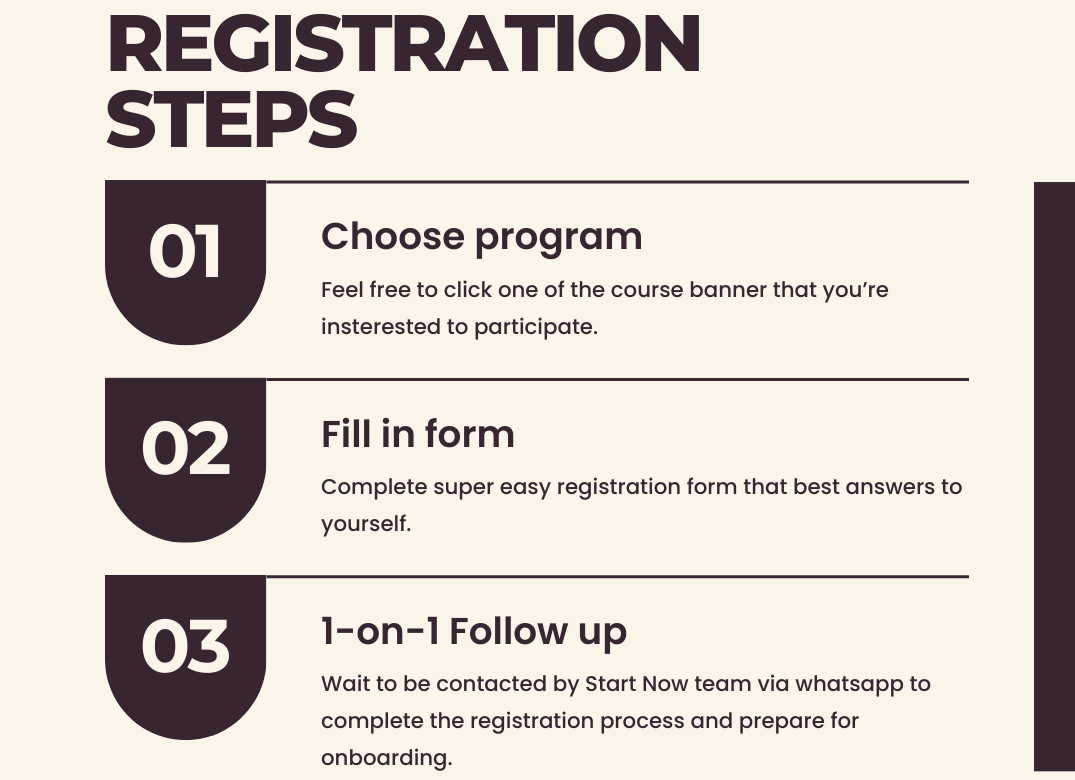 REGISTRATION
STEPS
01
Choose program
Feel free to click one of the course banner that you’re
insterested to participate.
02
Fill in form
Complete super easy registration form that best answers to
yourself.
03
1-on-1 Follow up
Wait to be contacted by Start Now team via whatsapp to
complete the registration process and prepare for
onboarding.